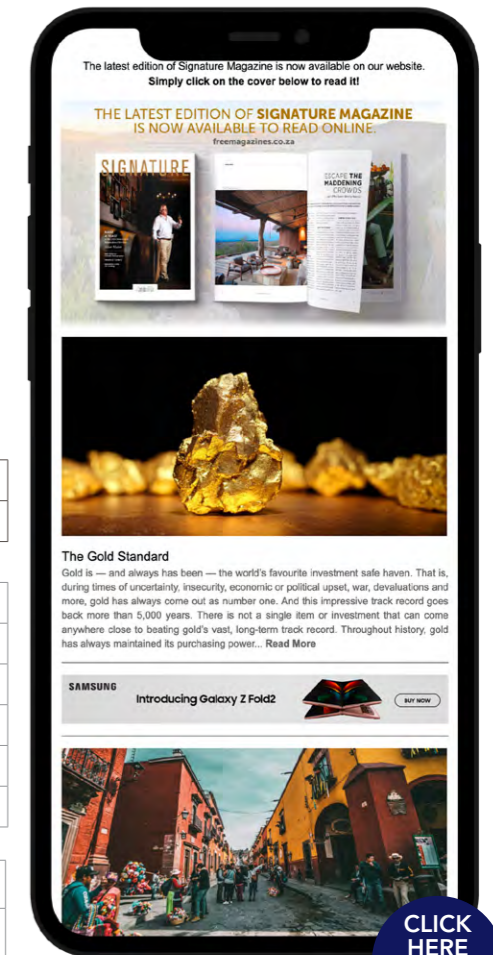 The latest edition of Signature Magazine is now available on our website.
Simply click on the cover below to read it!
THE LATEST EDITION OF SIGNATURE MAGAZINE
IS NOW AVAILABLE TO READ ONLINE.
freemagazines.co.za
SIGNATURE
ESCAPE THE
MADDENING
CROWDS
The Gold Standard
Gold is — and always has been — the world's favourite investment safe haven. That is,
during times of uncertainty, insecurity, economic or political upset, war, devaluations and
more, gold has always come out as number one. And this impressive track record goes
back more than 5,000 years. There is not a single item or investment that can come
anywhere close to beating gold's vast, long-term track record. Throughout history, gold
has always maintained its purchasing power... Read More
SAMSUNG
Introducing Galaxy Z Fold2
BUY NOW
CLICK
HERE